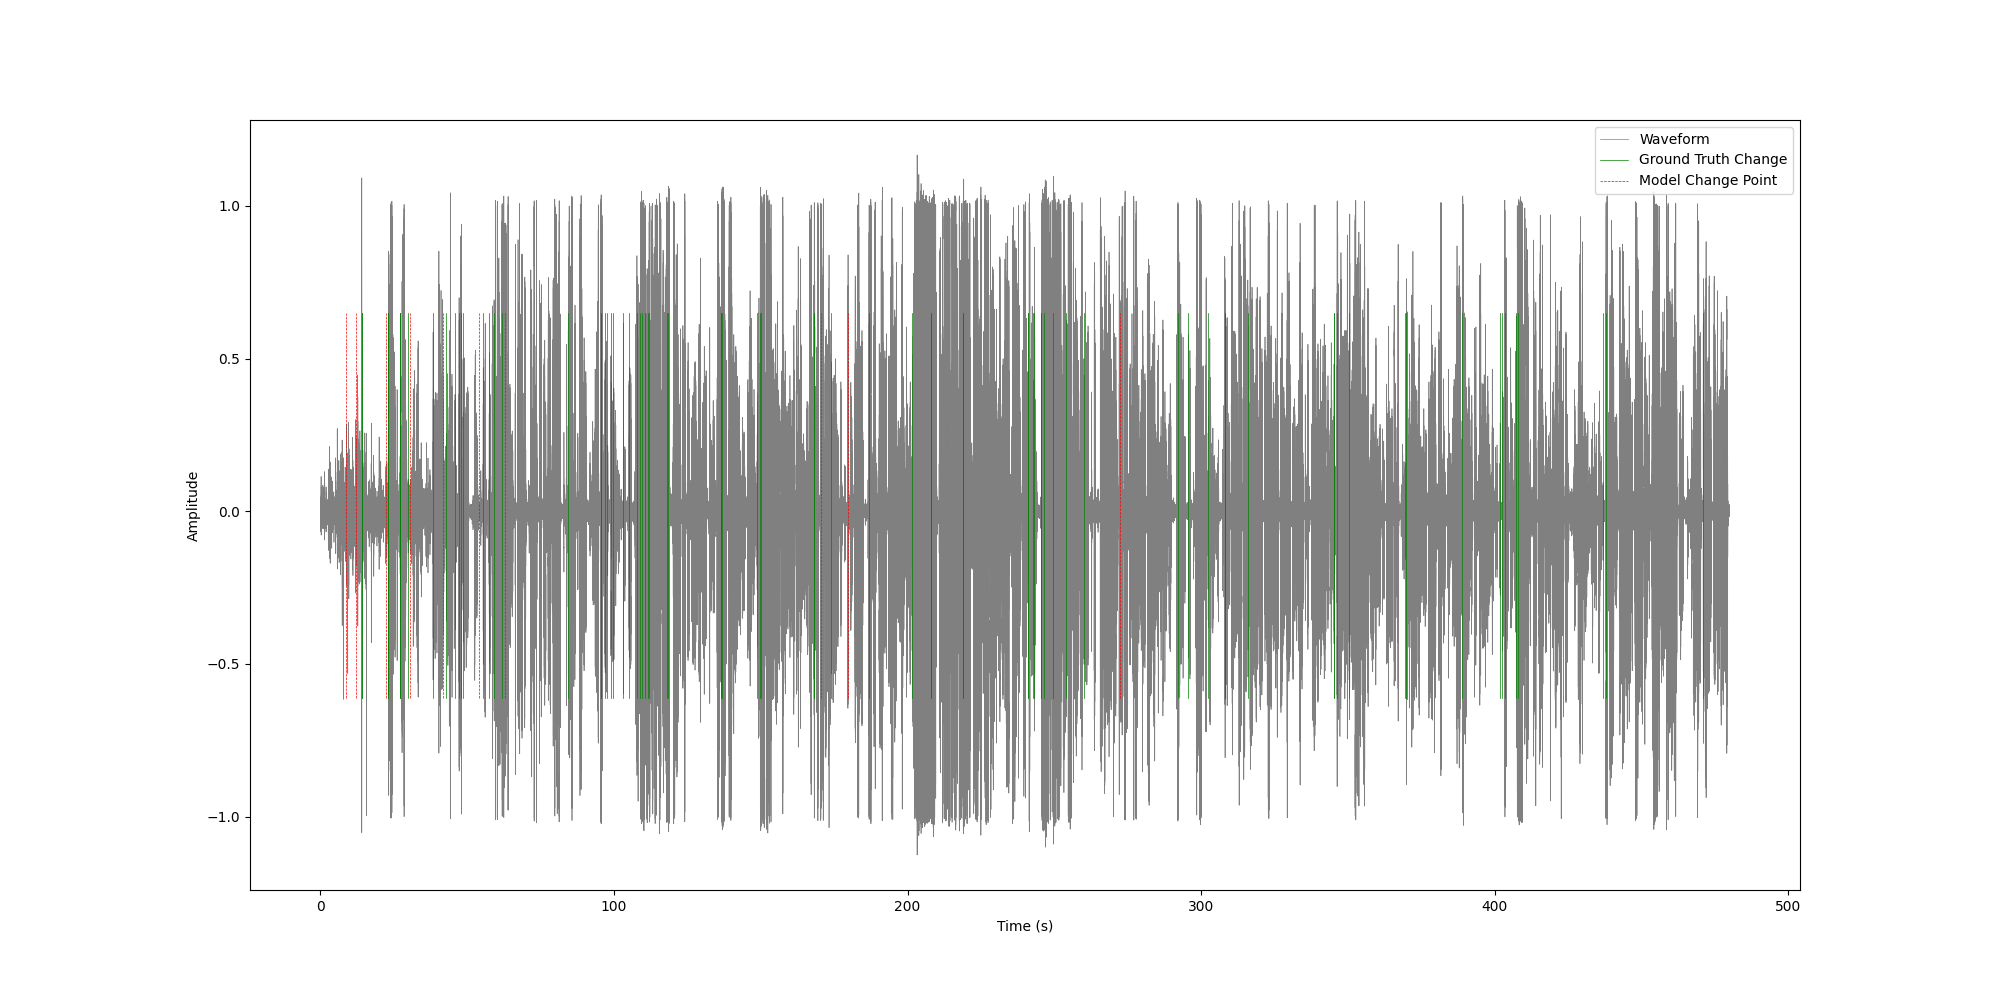 Waveform
Ground Truth Change
Model Change Point
1.0
0.5
0.0
−0.5
−1.0
Amplitude
0 100 200 300 400 500
Time (s)